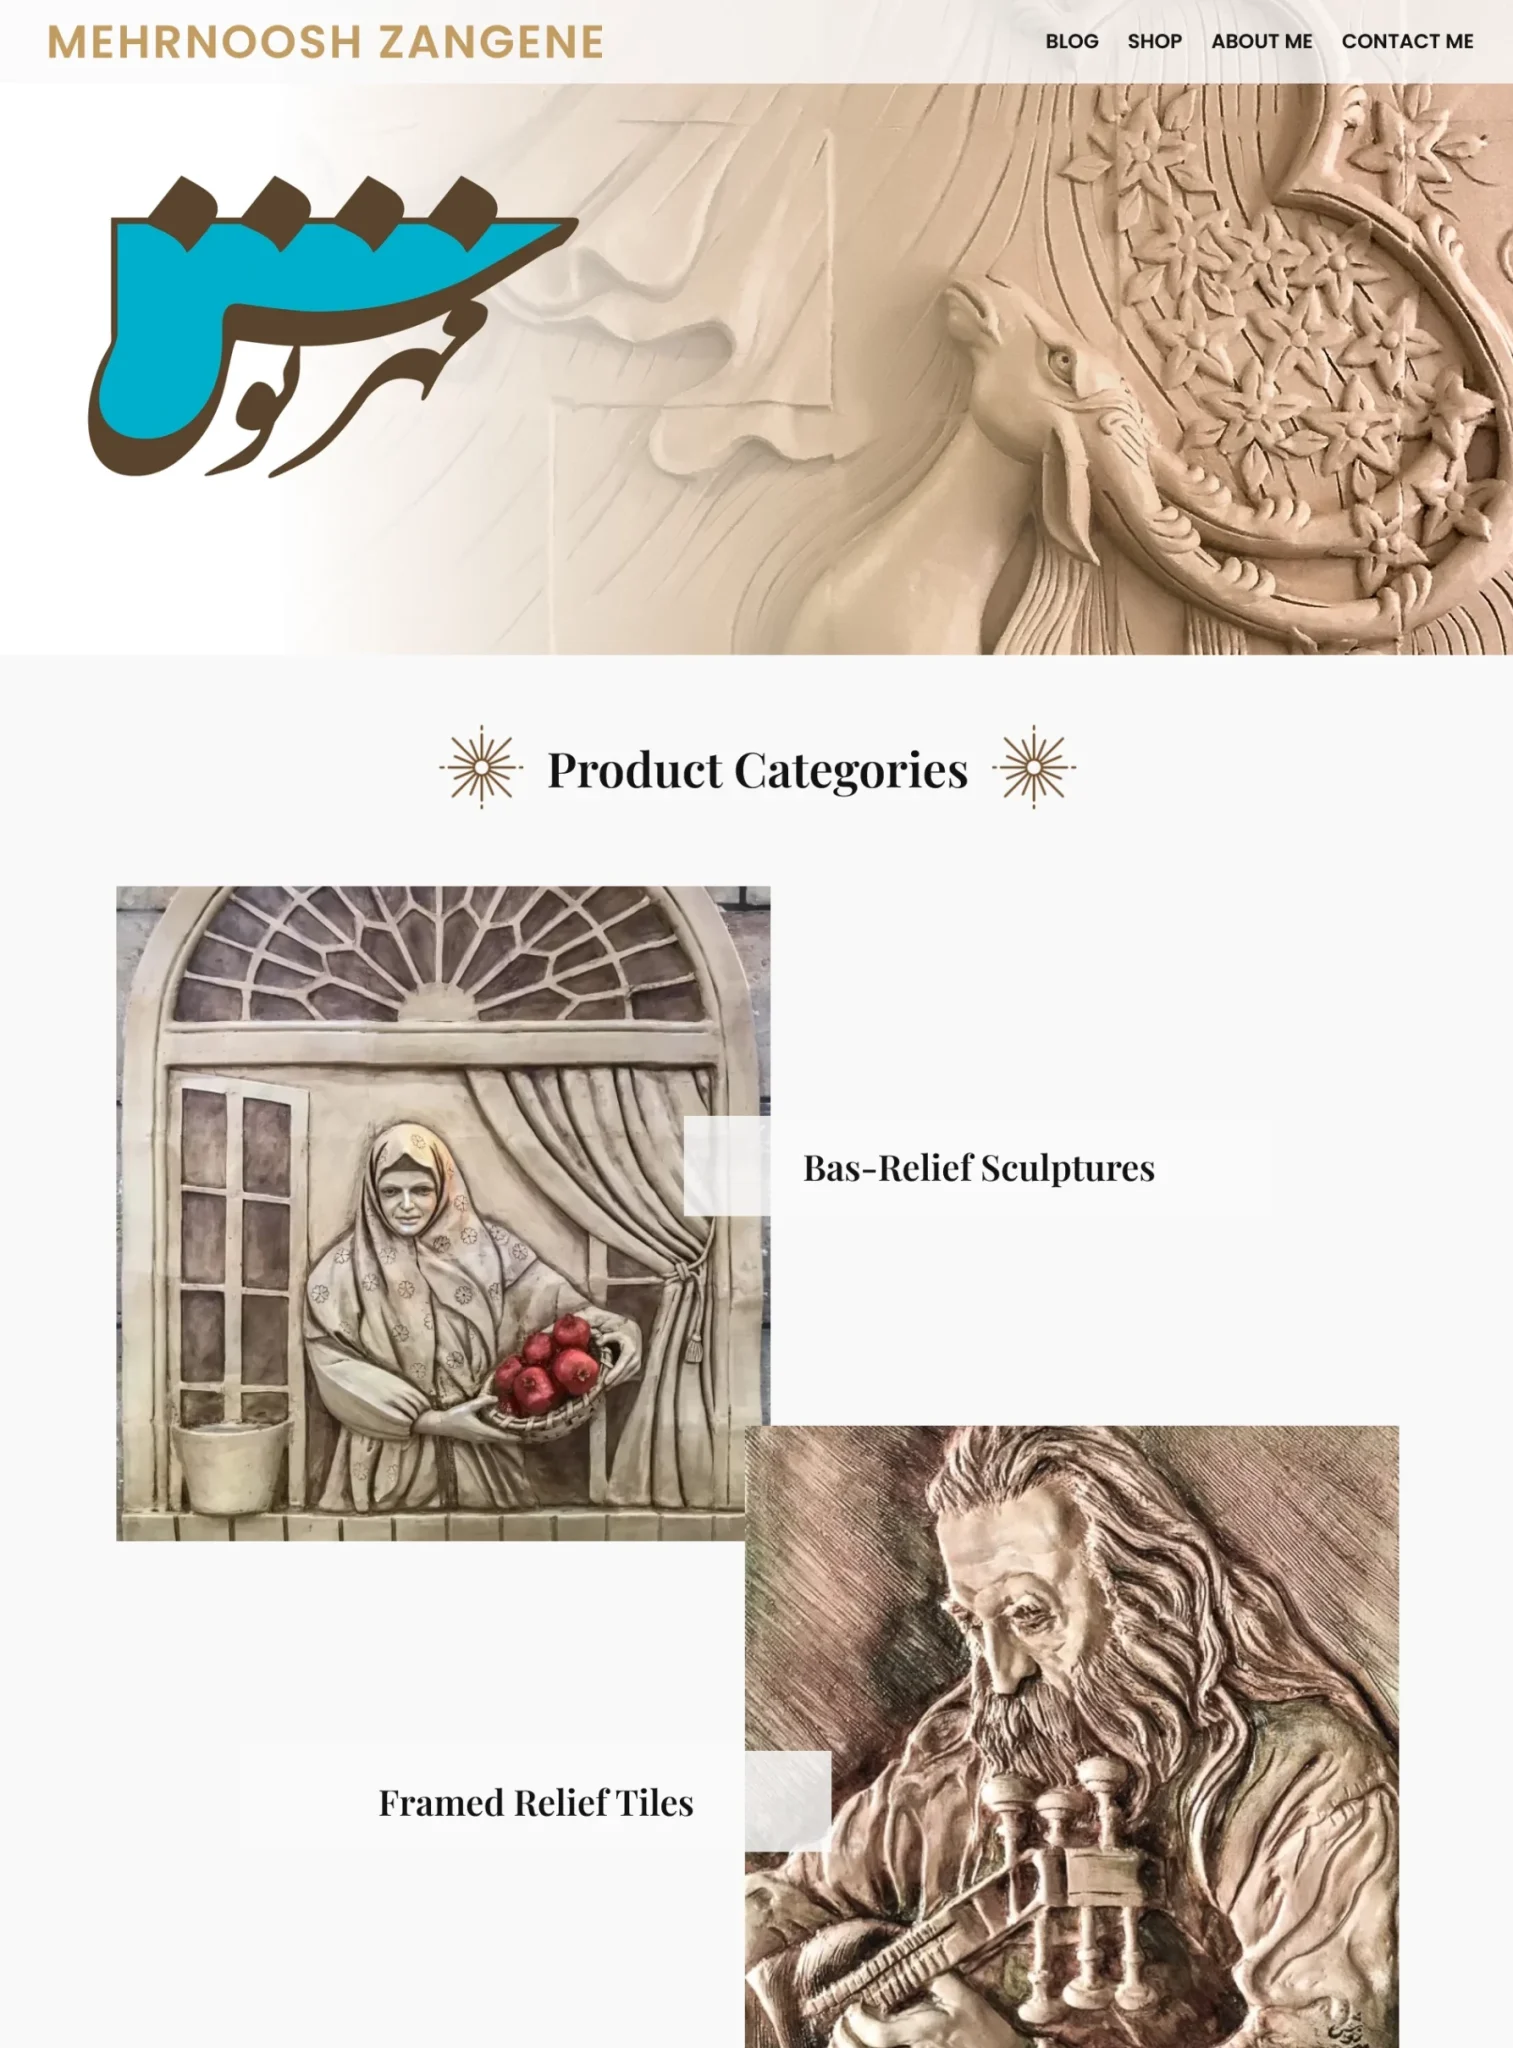 MEHRNOOSH ZANGENE
BLOG SHOP ABOUT ME CONTACT ME
مهرنوش
Product Categories
Bas-Relief Sculptures
Framed Relief Tiles